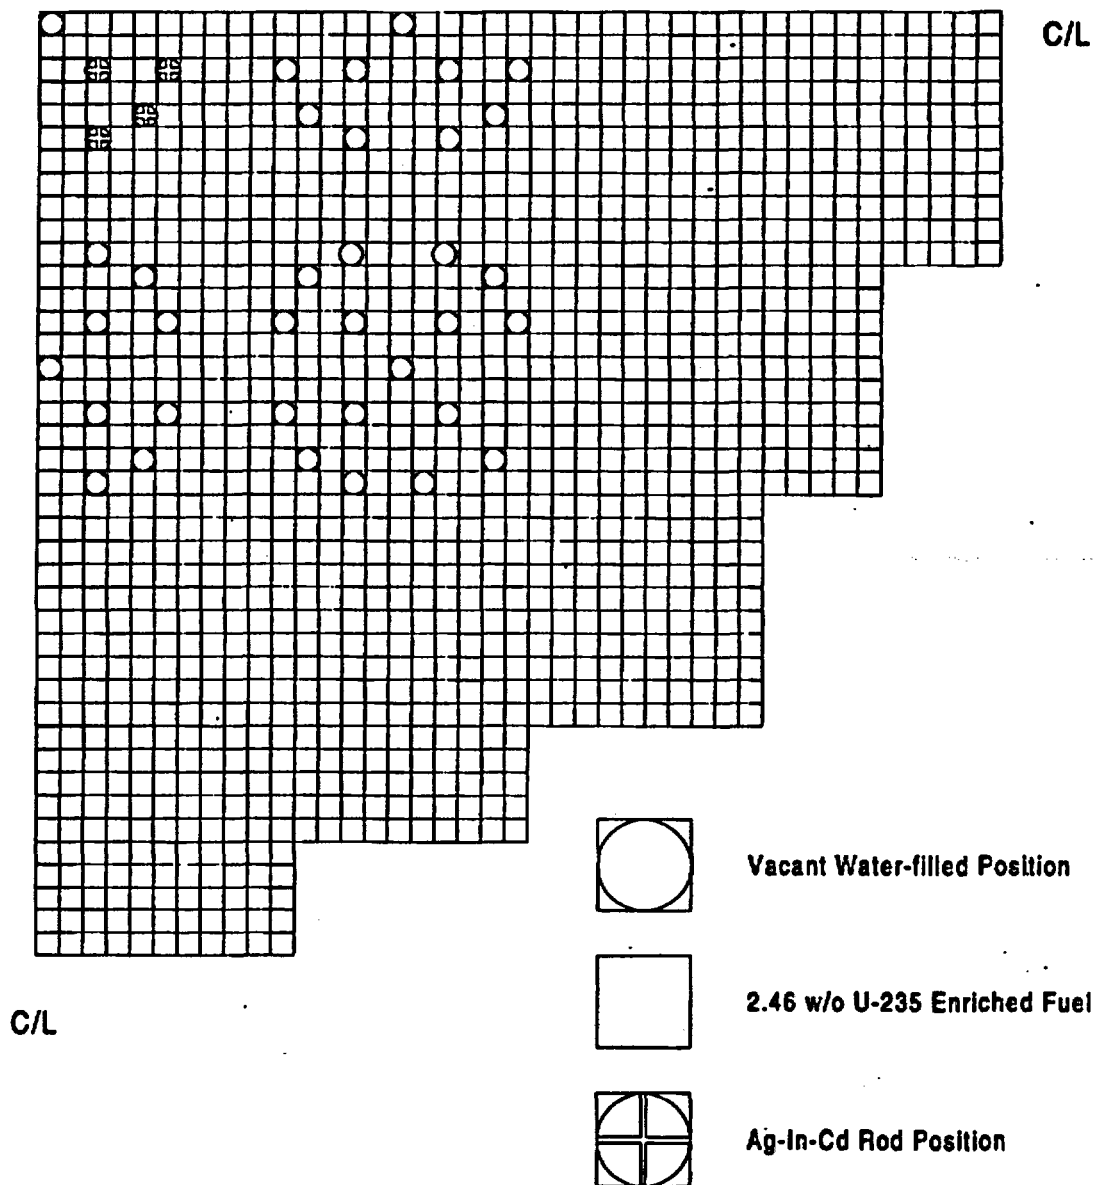 C/L
C/L
Vacant Water-filled Position
2.46 w/o U-235 Enriched Fuel
Ag-In-Cd Rod Position